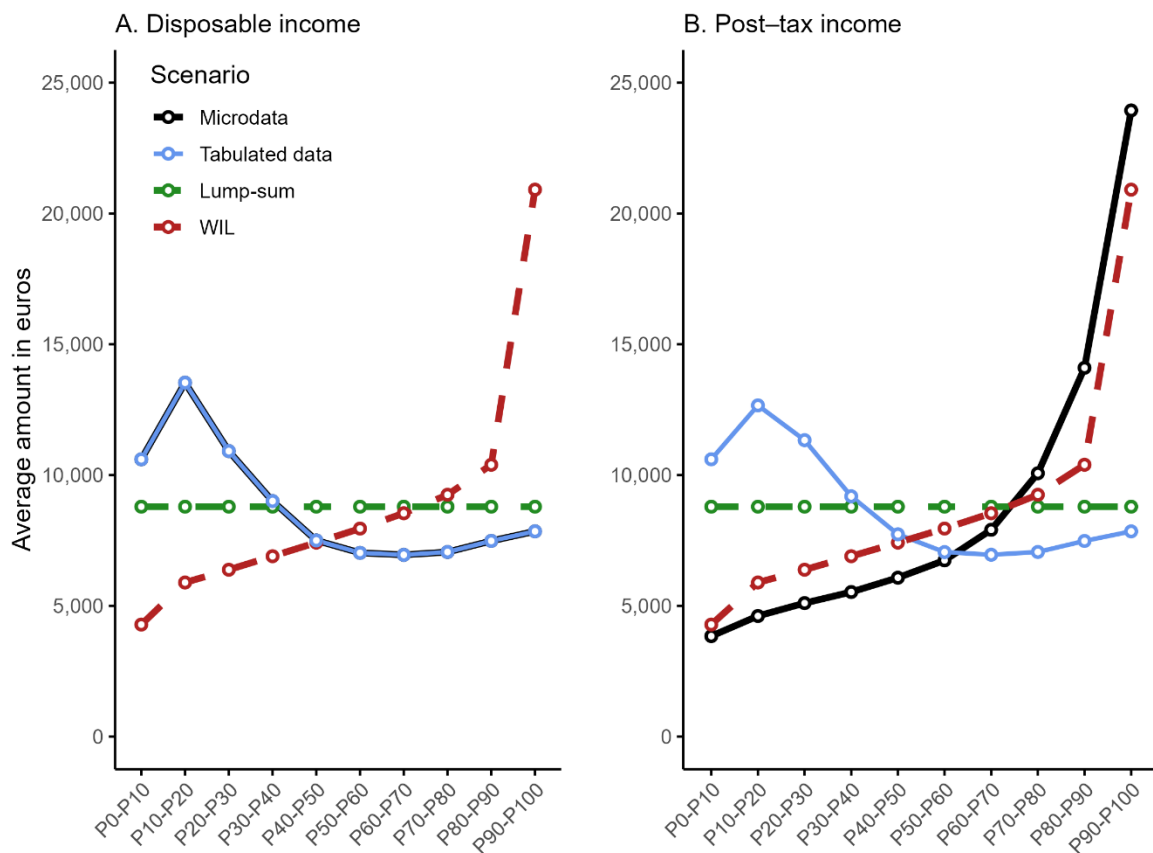 A. Disposable income
Scenario
Microdata
Tabulated data
Lump-sum
WIL
Average amount in euros
25,000
20,000
15,000
10,000
5,000
0
P0-P10
P10-P20
P20-P30
P30-P40
P40-P50
P50-P60
P60-P70
P70-P80
P80-P90
P90-P100
B. Post–tax income
25,000
20,000
15,000
10,000
5,000
0
P0-P10
P10-P20
P20-P30
P30-P40
P40-P50
P50-P60
P60-P70
P70-P80
P80-P90
P90-P100